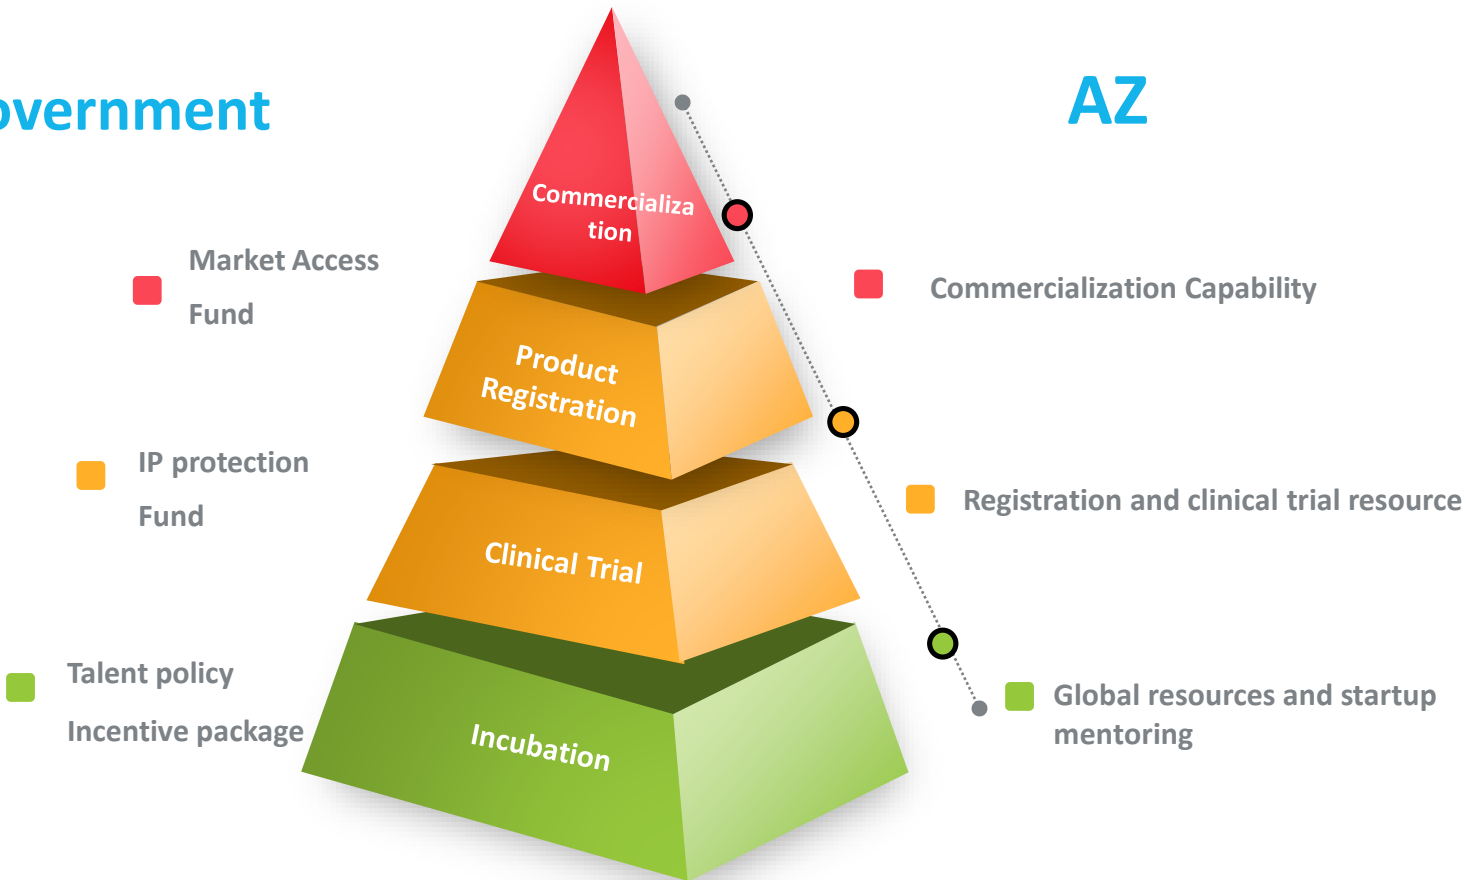 overnment
AZ
Commercializa
tion
Market Access
Fund
Commercialization Capability
Product
Registration
IP protection
Fund
Registration and clinical trial resource
Clinical Trial
Talent policy
Incentive package
Incubation
Global resources and startup
mentoring